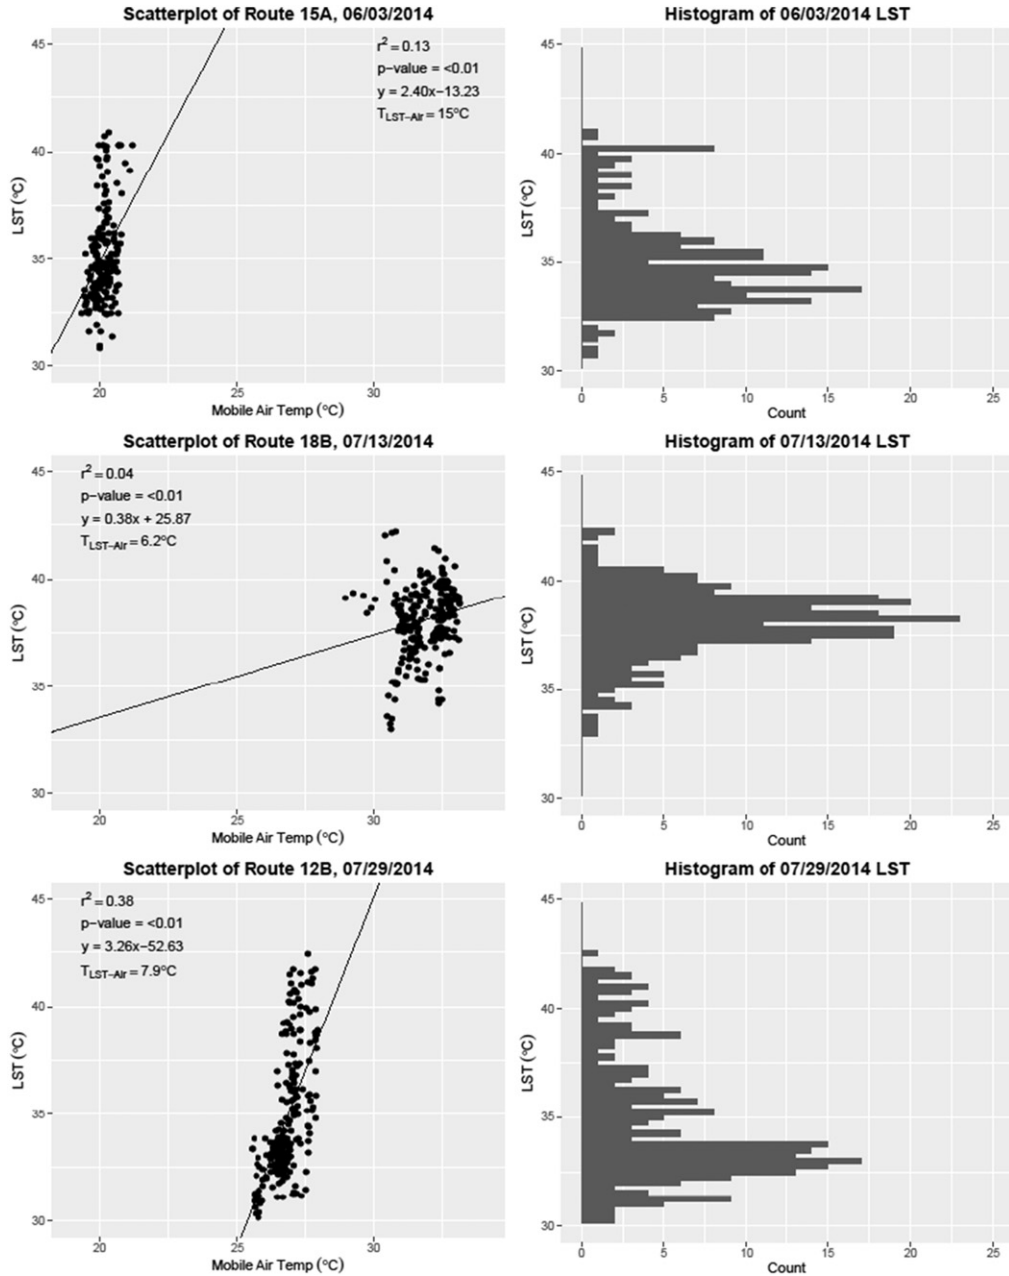 Scatterplot of Route 15A, 06/03/2014
r² = 0.13
p−value = <0.01
y = 2.40x−13.23
T_LST−Air = 15°C
45
40
35
30
LST (°C)
20
25
30
Mobile Air Temp (°C)
Histogram of 06/03/2014 LST
45
40
35
30
LST (°C)
0
5
10
15
20
25
Count
Scatterplot of Route 18B, 07/13/2014
r² = 0.04
p−value = <0.01
y = 0.38x + 25.87
T_LST−Air = 6.2°C
45
40
35
30
LST (°C)
20
25
30
Mobile Air Temp (°C)
Histogram of 07/13/2014 LST
45
40
35
30
LST (°C)
0
5
10
15
20
25
Count
Scatterplot of Route 12B, 07/29/2014
r² = 0.38
p−value = <0.01
y = 3.26x−52.63
T_LST−Air = 7.9°C
45
40
35
30
LST (°C)
20
25
30
Mobile Air Temp (°C)
Histogram of 07/29/2014 LST
45
40
35
30
LST (°C)
0
5
10
15
20
25
Count